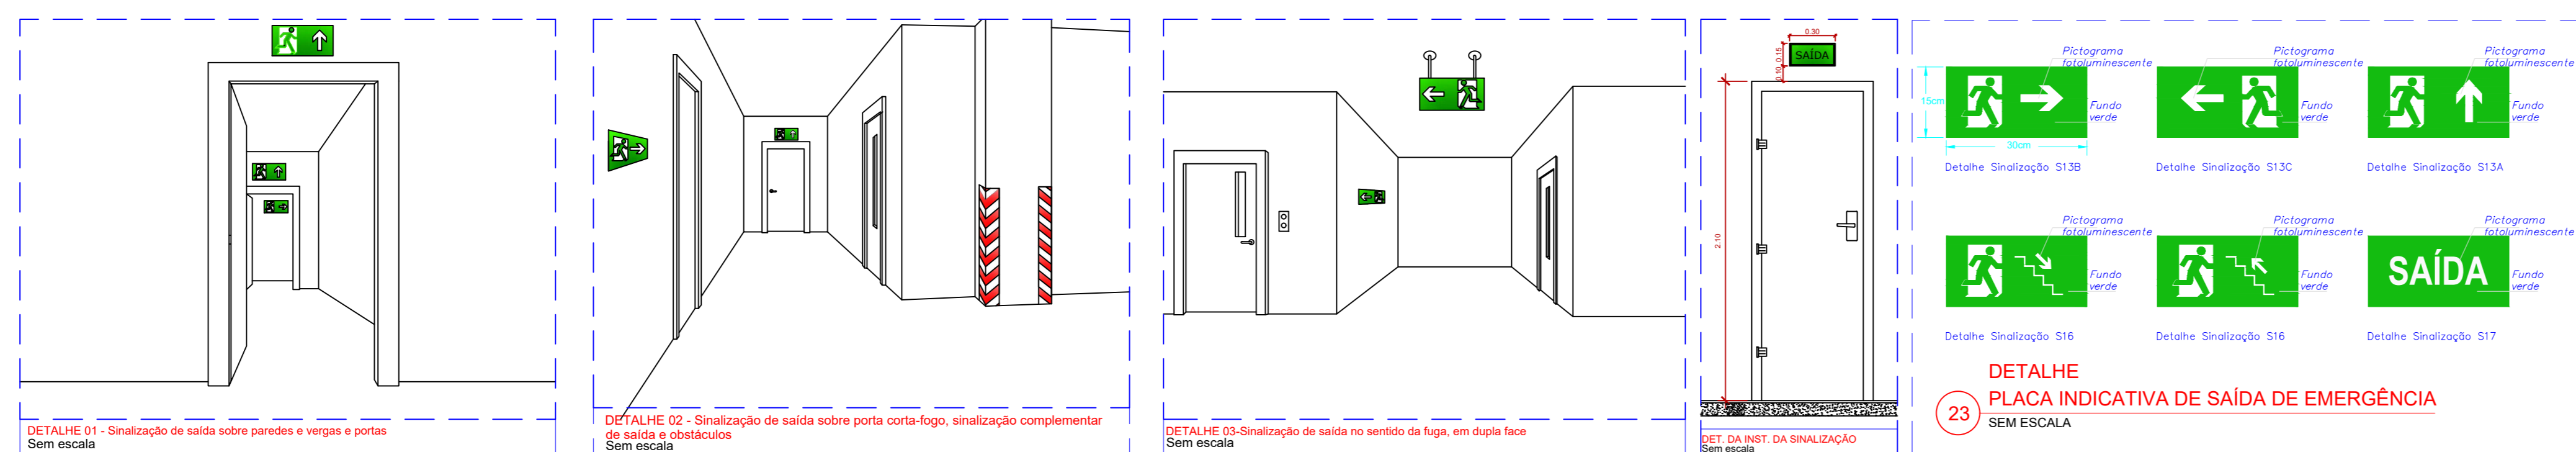 DETALHE 01 - Sinalização de saída sobre paredes e vergas e portas
Sem escala
DETALHE 02 - Sinalização de saída sobre porta corta-fogo, sinalização complementar
de saída e obstáculos
Sem escala
DETALHE 03-Sinalização de saída no sentido da fuga, em dupla face
Sem escala
0.30
0.15
0.10
SAÍDA
2.10
DET. DA INST. DA SINALIZAÇÃO
Sem escala
Pictograma
fotoluminescente
Fundo
verde
15cm
30cm
Detalhe Sinalização S13B
Pictograma
fotoluminescente
Fundo
verde
Detalhe Sinalização S13C
Pictograma
fotoluminescente
Fundo
verde
Detalhe Sinalização S13A
Pictograma
fotoluminescente
Fundo
verde
Detalhe Sinalização S16
Pictograma
fotoluminescente
Fundo
verde
Detalhe Sinalização S16
Pictograma
fotoluminescente
SAÍDA
Fundo
verde
Detalhe Sinalização S17
DETALHE
23
PLACA INDICATIVA DE SAÍDA DE EMERGÊNCIA
SEM ESCALA